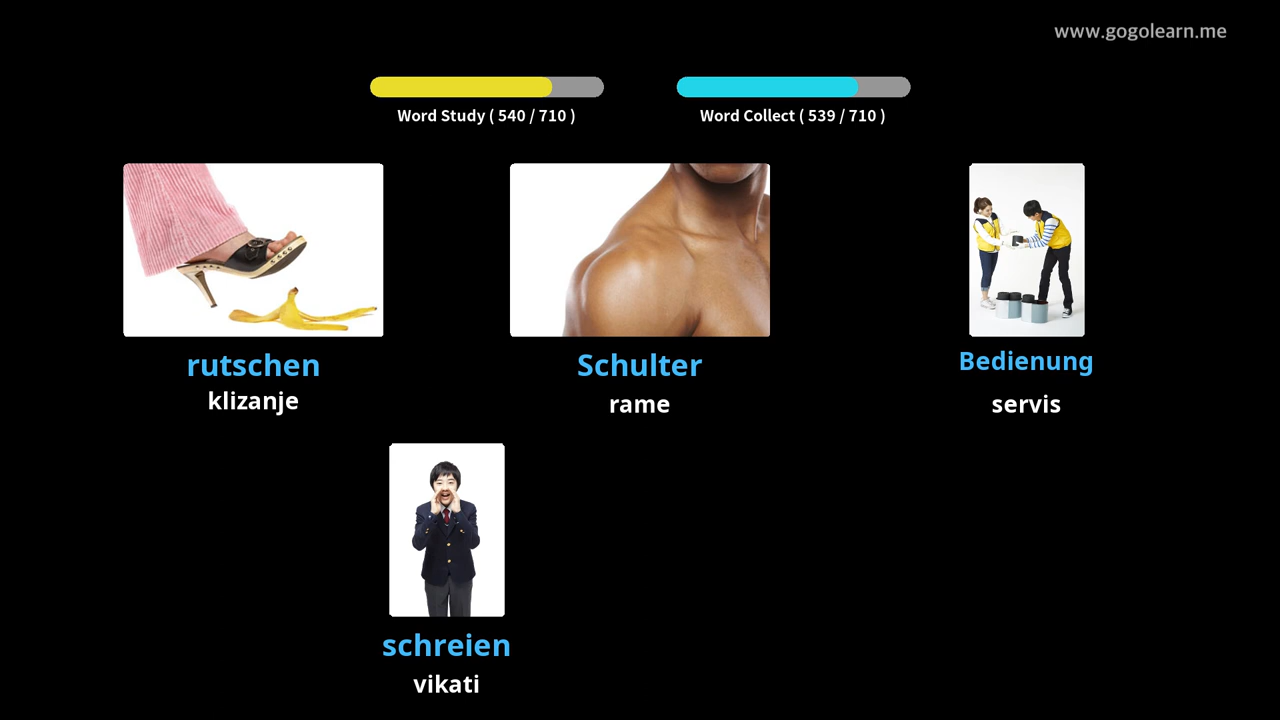 www.gogolearn.me
Word Study ( 540 / 710 )
Word Collect ( 539 / 710 )
rutschen
klizanje
Schulter
rame
Bedienung
servis
schreien
vikati